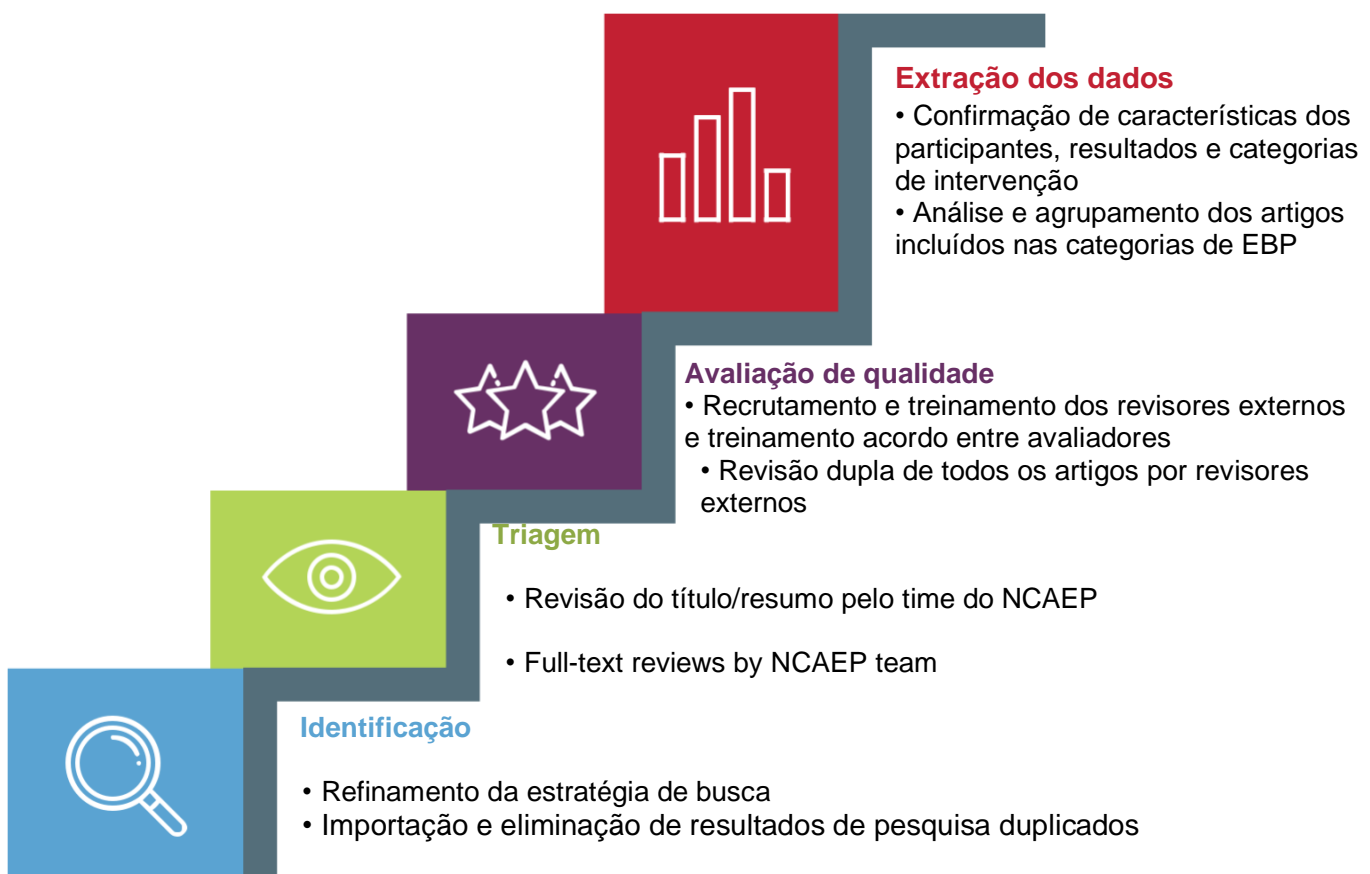 Extração dos dados
• Confirmação de características dos
participantes, resultados e categorias
de intervenção
• Análise e agrupamento dos artigos
incluídos nas categorias de EBP
Avaliação de qualidade
• Recrutamento e treinamento dos revisores externos
e treinamento acordo entre avaliadores
• Revisão dupla de todos os artigos por revisores
externos
Triagem
• Revisão do título/resumo pelo time do NCAEP
• Full-text reviews by NCAEP team
Identificação
• Refinamento da estratégia de busca
• Importação e eliminação de resultados de pesquisa duplicados